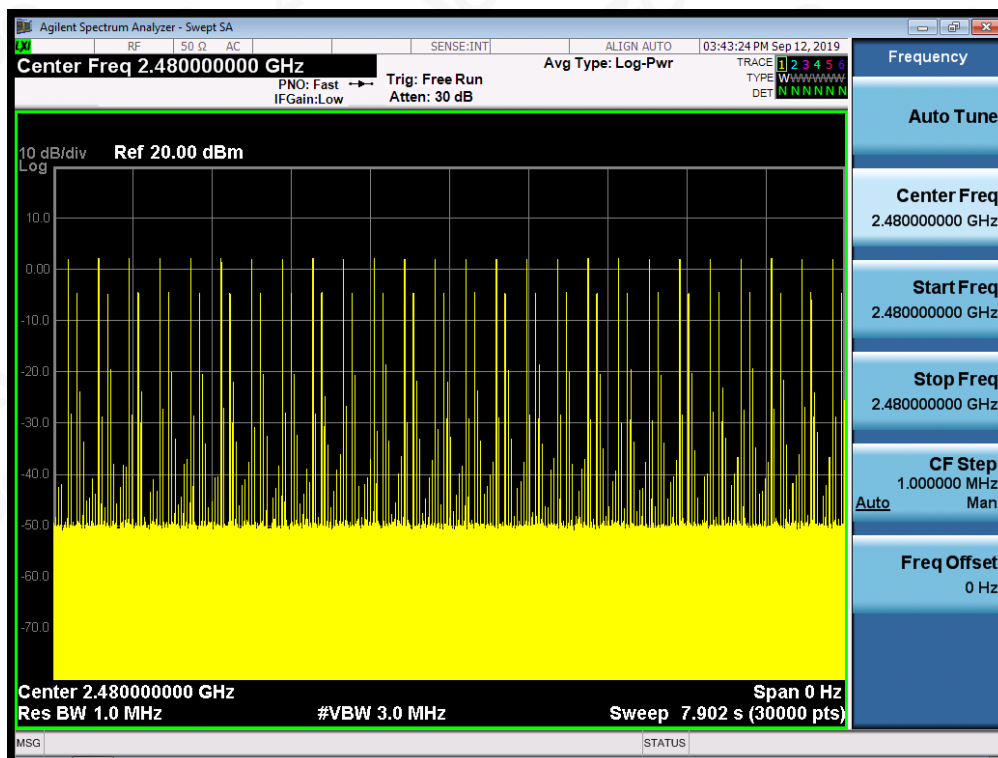 Agilent Spectrum Analyzer - Swept SA
LXI RF 50 Ω AC SENSE:INT ALIGN AUTO 03:43:24 PM Sep 12, 2019
Center Freq 2.480000000 GHz
PNO: Fast
IFGain:Low
Trig: Free Run
Atten: 30 dB
Avg Type: Log-Pwr
TRACE 1 2 3 4 5 6
TYPE WWWWWW
DET N N N N N N
10 dB/div Ref 20.00 dBm
Log
10.0
0.00
-10.0
-20.0
-30.0
-40.0
-50.0
-60.0
-70.0
Center 2.480000000 GHz Span 0 Hz
Res BW 1.0 MHz #VBW 3.0 MHz Sweep 7.902 s (30000 pts)
MSG STATUS
Frequency
Auto Tune
Center Freq
2.480000000 GHz
Start Freq
2.480000000 GHz
Stop Freq
2.480000000 GHz
CF Step
1.000000 MHz
Auto Man
Freq Offset
0 Hz